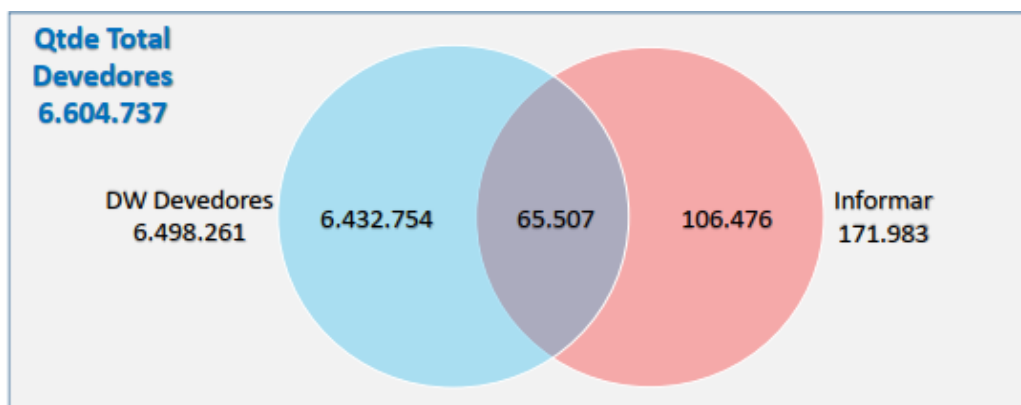 Qtde Total
Devedores
6.604.737
DW Devedores
6.498.261
6.432.754
65.507
106.476
Informar
171.983